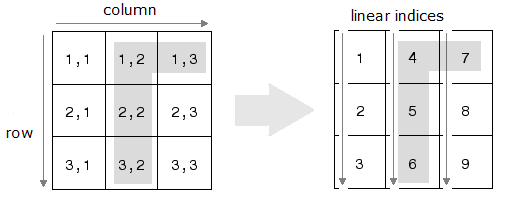 column
linear indices
1,1 1,2 1,3
2,1 2,2 2,3
row
3,1 3,2 3,3
1 4 7
2 5 8
3 6 9